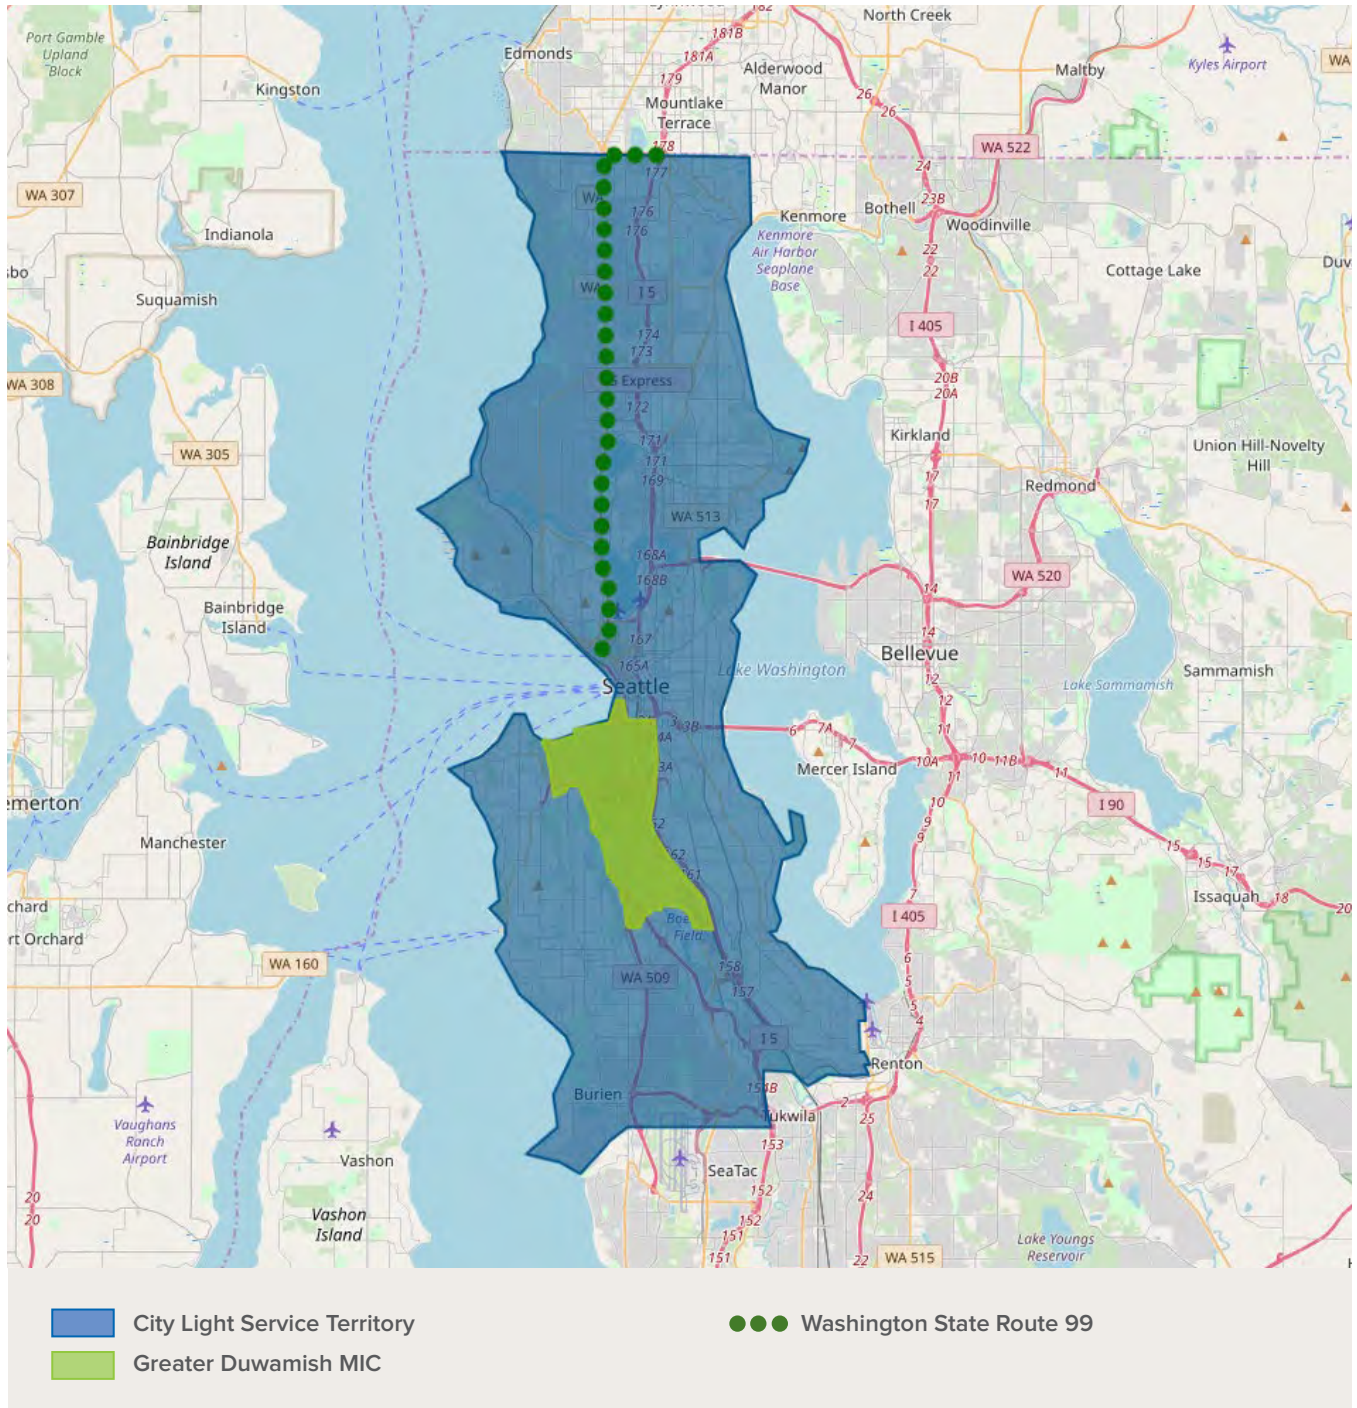 182
North Creek
181B
181A
Edmonds
Port Gamble
Upland
Block
Kyles Airport
WA
Alderwood
Manor
Maltby
179
Kingston
26
26
Mountlake
Terrace
178
WA 522
177
24
WA 307
23B
176
Kenmore
Bothell
Woodinville
176
Indianola
Kenmore
Air Harbor
Seaplane
Base
22
22
Cottage Lake
Suquamish
I 5
I 405
174
173
20B
20A
WA 308
Express
172
171
171
169
Kirkland
17
17
Union Hill-Novelty
Hill
WA 305
Redmond
WA 513
Bainbridge
Island
168A
168B
WA 520
14
14
Bainbridge
Island
167
165A
Bellevue
Lake Washington
Sammamish
Seattle
12
12
11
Lake Sammamish
3B
6
7A
7
Mercer Island
10A
11
10
11B
11
I 90
10
9
9
Manchester
15
15
17
7
Issaquah
18
20
I 405
Field
WA 160
6
5
5
4
WA 509
158
157
I 5
Renton
Burien
154B
2
25
Tukwila
Vaughans
Ranch
Airport
153
Vashon
SeaTac
152
24
20
20
Vashon
Island
152
151
151
22
WA 515
Lake Youngs
Reservoir
City Light Service Territory
Washington State Route 99
Greater Duwamish MIC